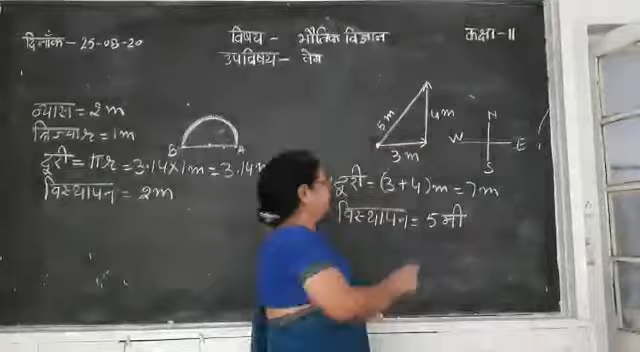 दिनाँक - 25-08-20
विषय - भौतिक विज्ञान
कक्षा - 11
उपविषय - वेग
व्यास = 2m
त्रिज्या r = 1m
दूरी = πr = 3.14 x 1m = 3.14
विस्थापन = 2m
B A
5m 4m
3m
N
W E
S
दूरी = (3+4)m = 7m
विस्थापन = 5 मी